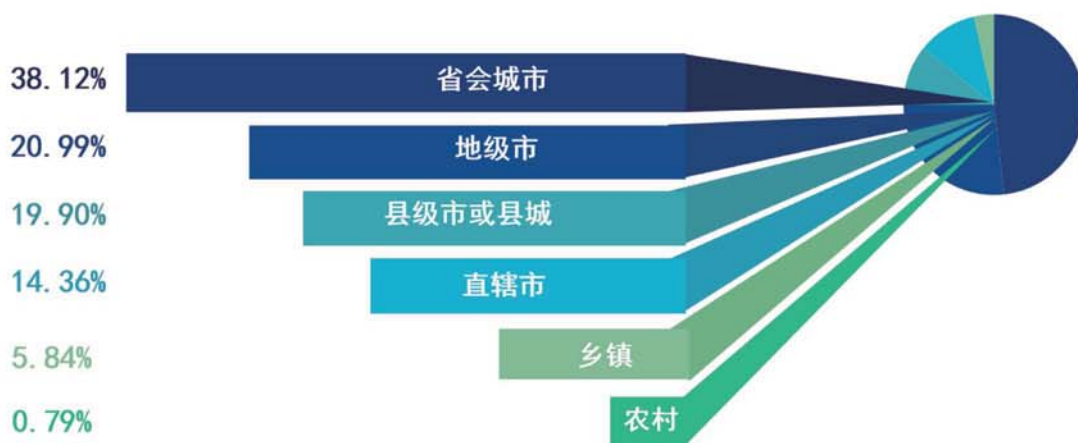 38.12% 省会城市
20.99% 地级市
19.90% 县级市或县城
14.36% 直辖市
5.84% 乡镇
0.79% 农村